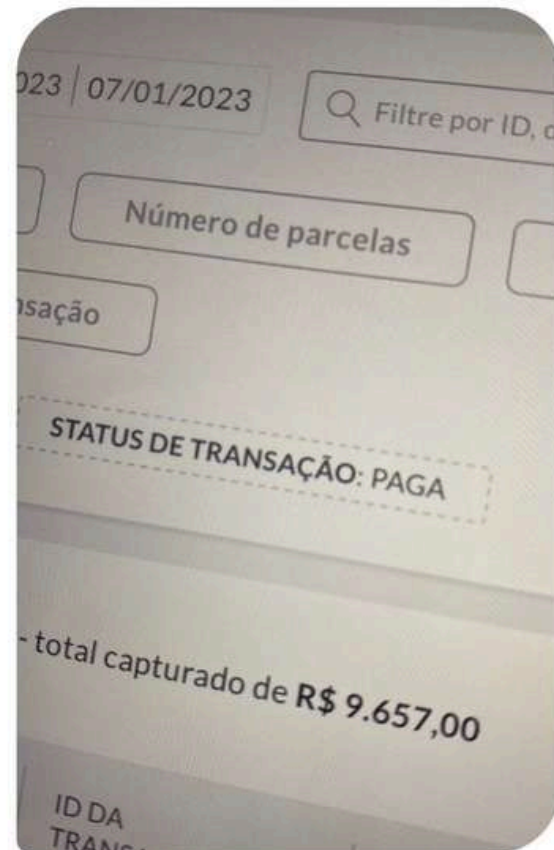 023 | 07/01/2023
Filtre por ID,
Número de parcelas
nsação
STATUS DE TRANSAÇÃO: PAGA
- total capturado de R$ 9.657,00
ID DA
TRANS